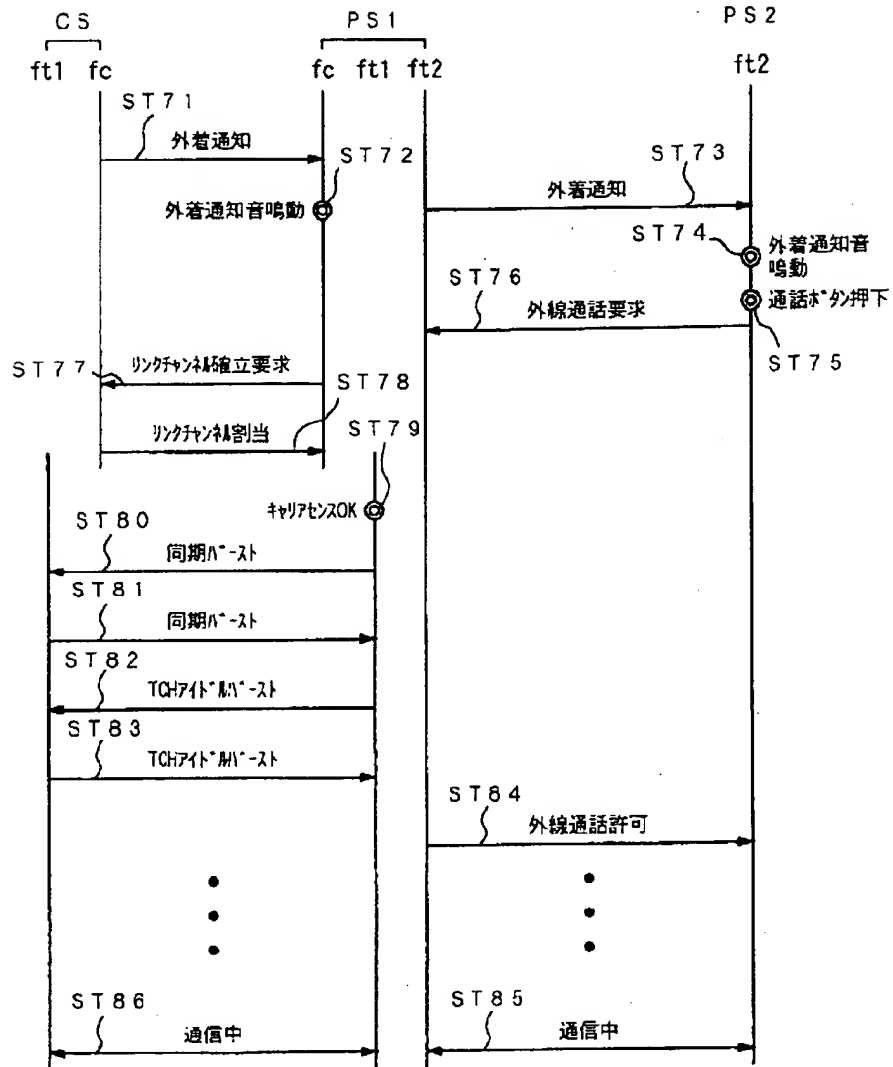 CS PS1 PS2
ft1 fc fc ft1 ft2 ft2
ST71
外着通知
ST72
ST73
外着通知音鳴動
外着通知
ST74
外着通知音
鳴動
ST76
通話ボタン押下
外線通話要求
ST75
ST77
リンクチャンネル確立要求
ST78
リンクチャンネル割当
ST79
キャリアセンスOK
ST80
同期バースト
ST81
同期バースト
ST82
TCHアイドルバースト
ST83
TCHアイドルバースト
ST84
外線通話許可
ST86
通信中
ST85
通信中